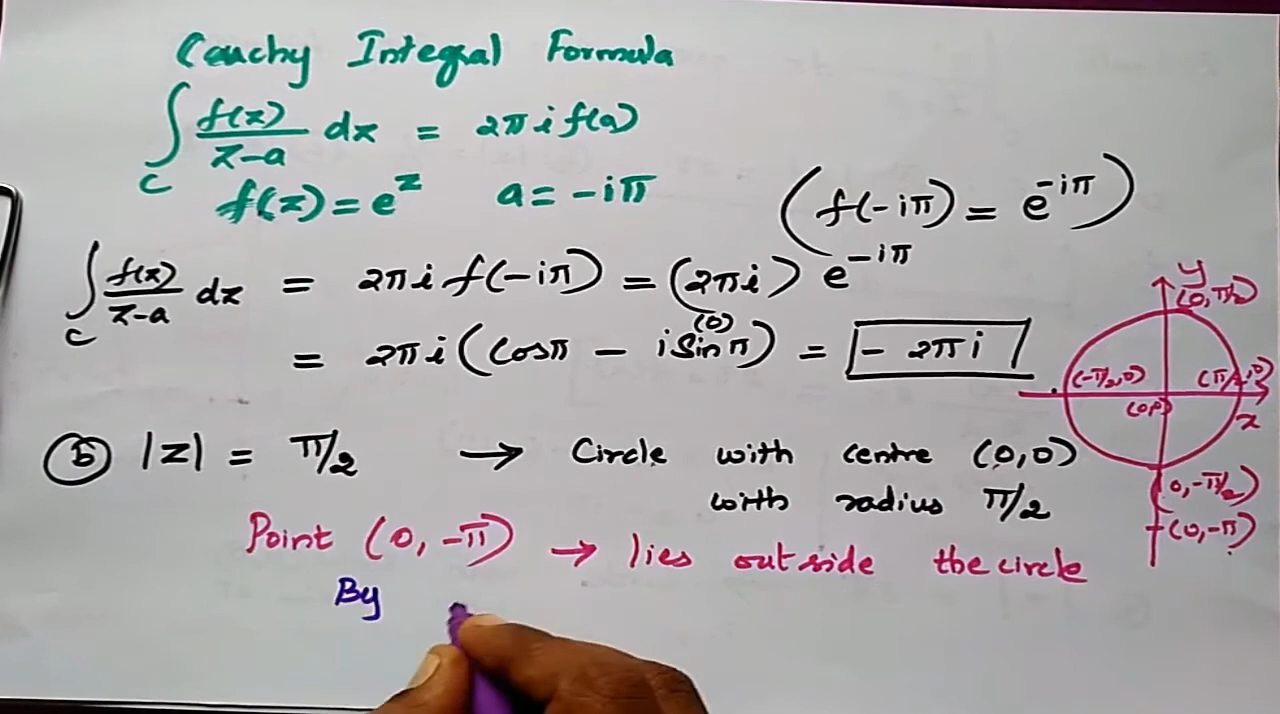 Cauchy Integral Formula
∫_C f(z)/(z-a) dz = 2πi f(a)
f(z) = e^z a = -iπ
(f(-iπ) = e^{-iπ})
∫_C f(z)/(z-a) dz = 2πi f(-iπ) = (2πi) e^{-iπ}
= 2πi (cosπ - i sinπ (0)) = - 2πi
y
(0, π/2)
(-π/2, 0) (π/2, 0)
(0,0) x
(0, -π/2)
(0, -π)
(b) |z| = π/2 → Circle with centre (0,0)
with radius π/2
Point (0, -π) → lies outside the circle
By